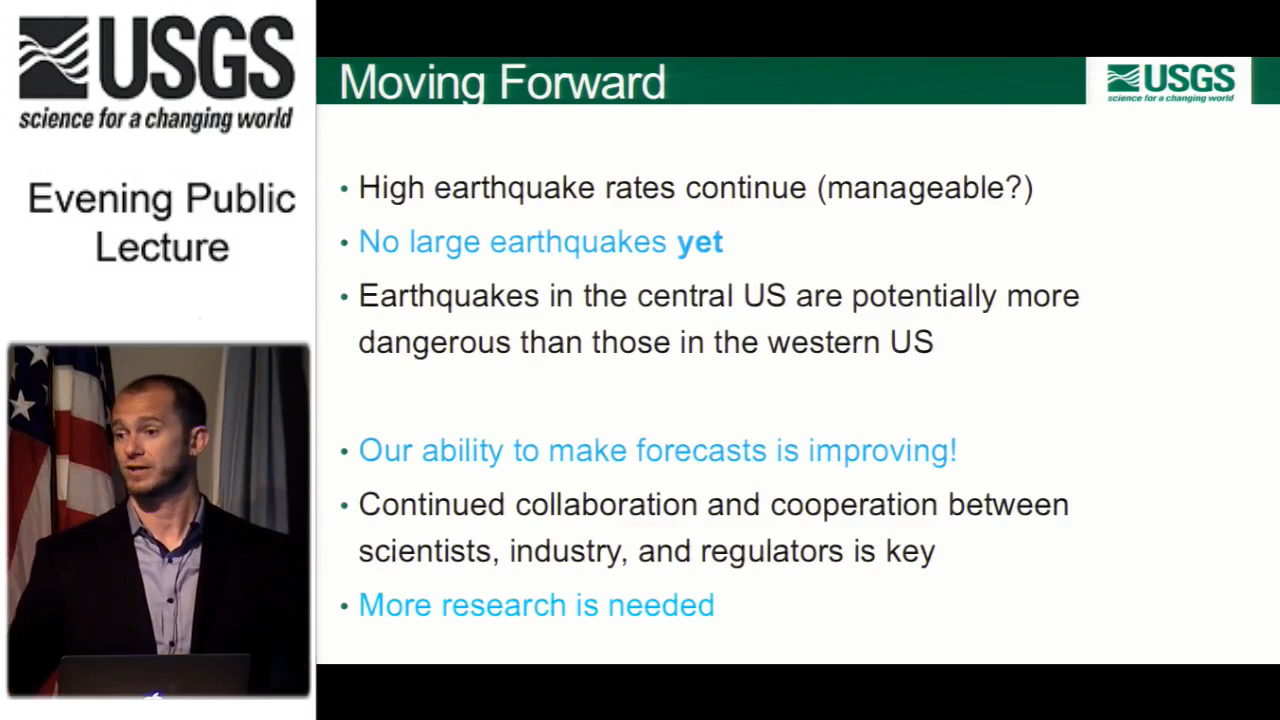 USGS
science for a changing world
Evening Public
Lecture
Moving Forward
USGS
science for a changing world
• High earthquake rates continue (manageable?)
• No large earthquakes yet
• Earthquakes in the central US are potentially more
dangerous than those in the western US
• Our ability to make forecasts is improving!
• Continued collaboration and cooperation between
scientists, industry, and regulators is key
• More research is needed